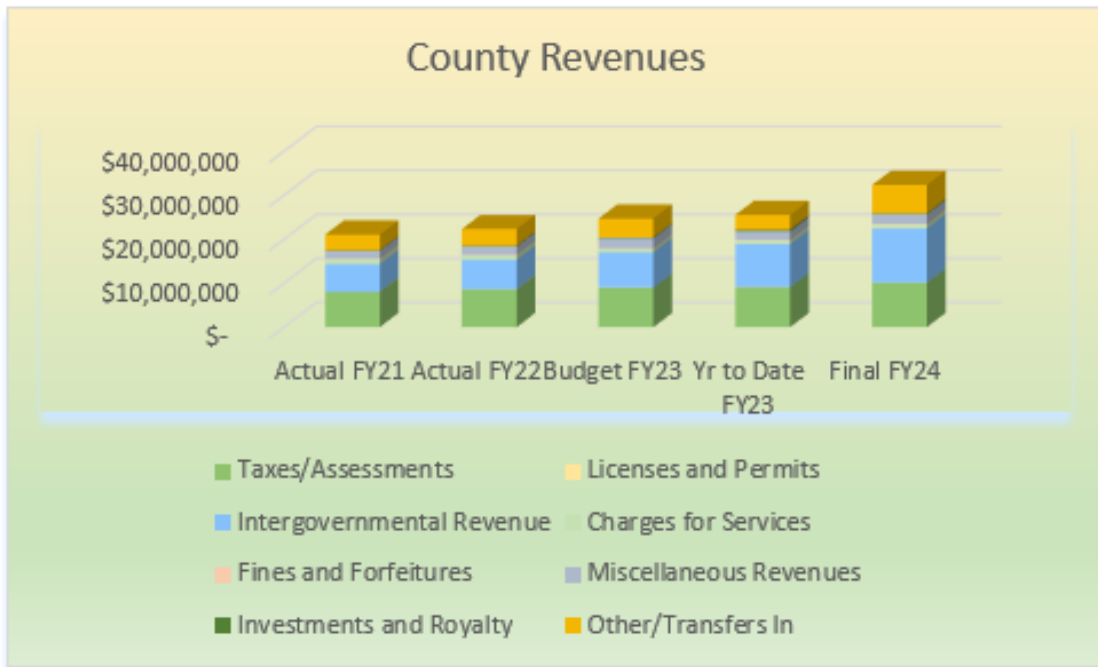 County Revenues
$40,000,000
$30,000,000
$20,000,000
$10,000,000
$-
Actual FY21 Actual FY22 Budget FY23 Yr to Date Final FY24
FY23
Taxes/Assessments Licenses and Permits
Intergovernmental Revenue Charges for Services
Fines and Forfeitures Miscellaneous Revenues
Investments and Royalty Other/Transfers In